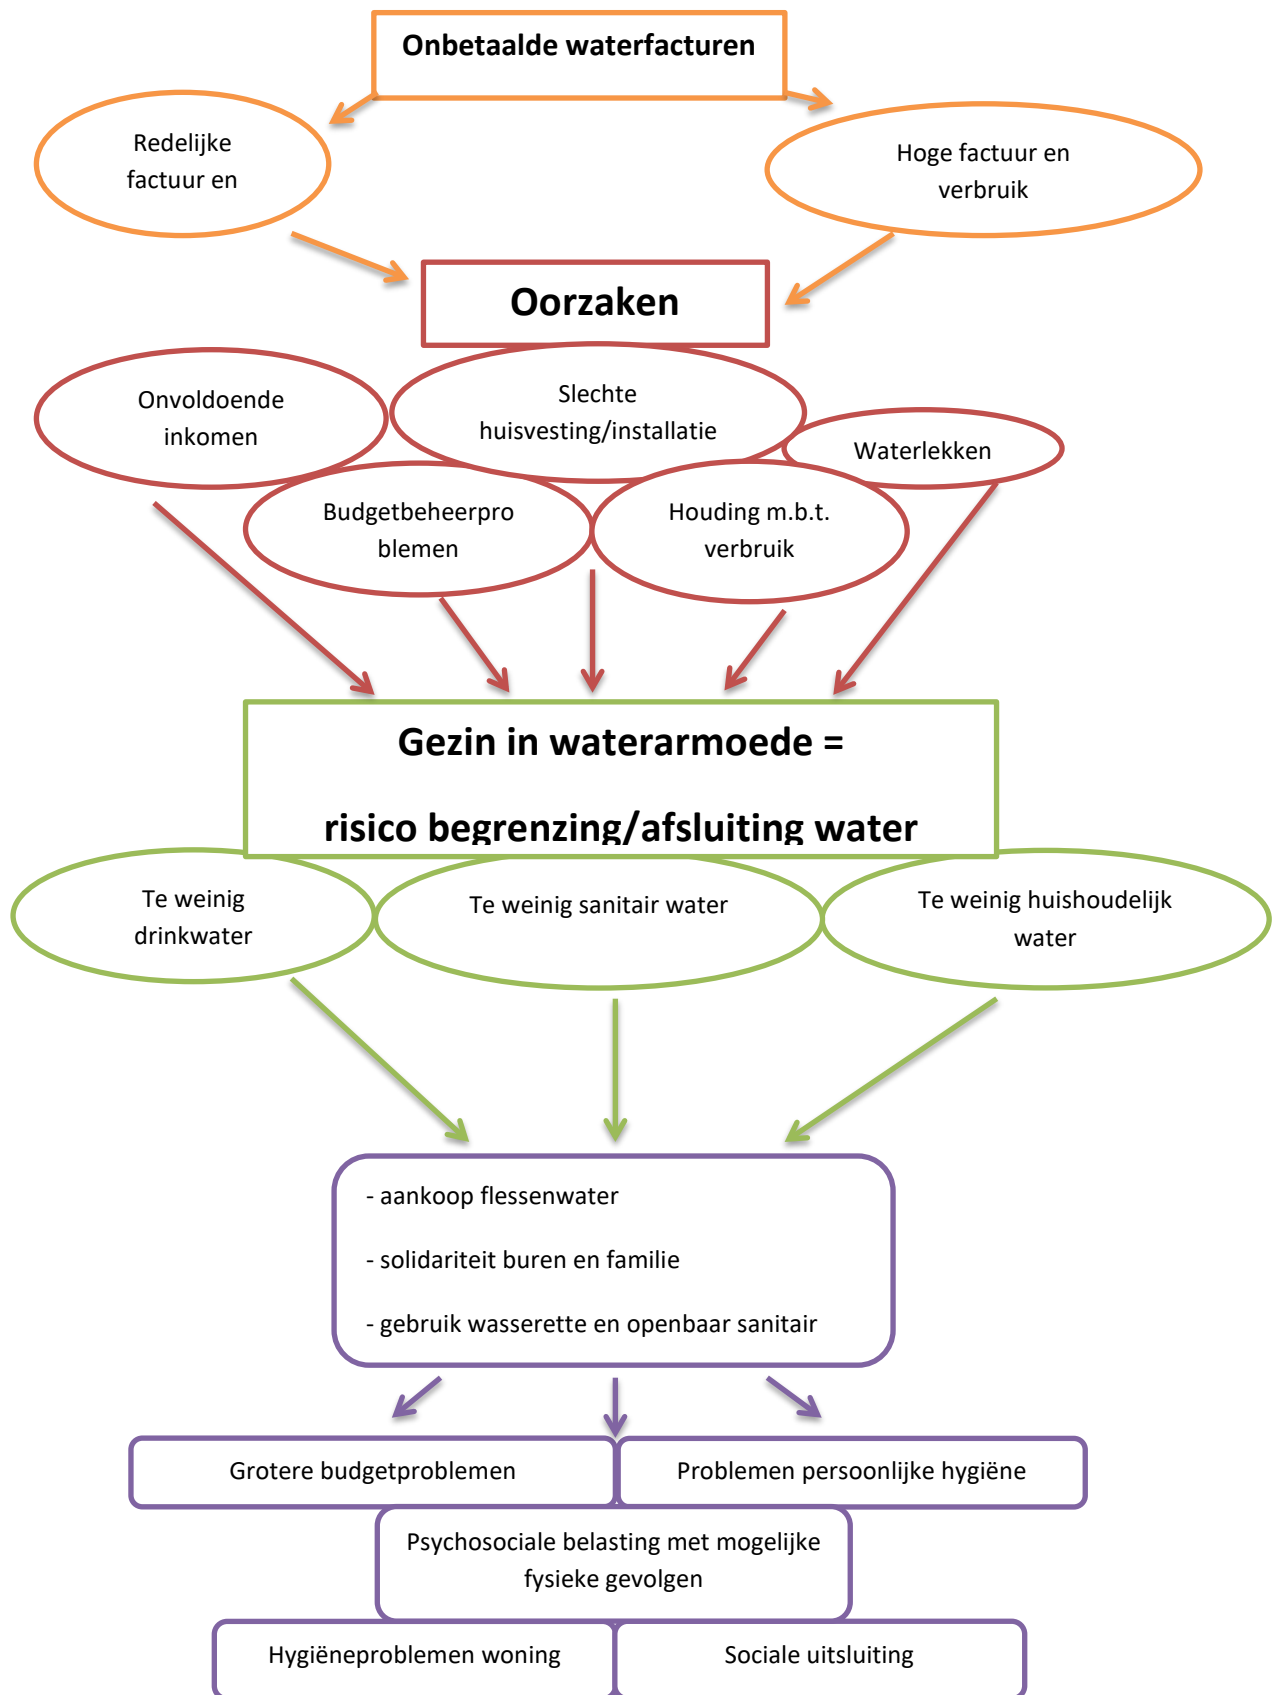 Onbetaalde waterfacturen
Redelijke
factuur en
Hoge factuur en
verbruik
Oorzaken
Onvoldoende
inkomen
Slechte
huisvesting/installatie
Waterlekken
Budgetbeheerpro
blemen
Houding m.b.t.
verbruik
Gezin in waterarmoede =
risico begrenzing/afsluiting water
Te weinig
drinkwater
Te weinig sanitair water
Te weinig huishoudelijk
water
- aankoop flessenwater
- solidariteit buren en familie
- gebruik wasserette en openbaar sanitair
Grotere budgetproblemen
Problemen persoonlijke hygiëne
Psychosociale belasting met mogelijke
fysieke gevolgen
Hygiëneproblemen woning
Sociale uitsluiting